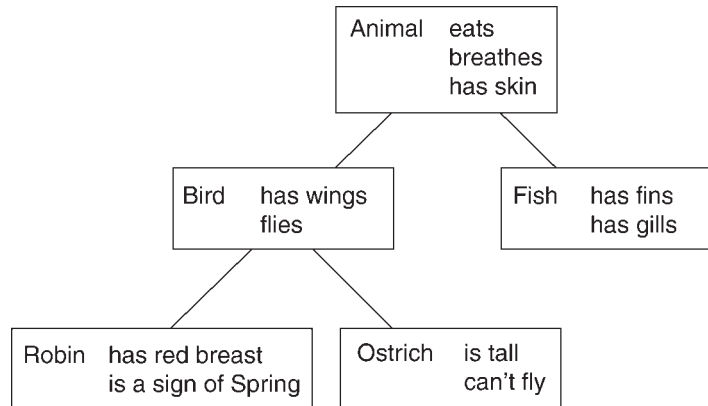 Animal eats
breathes
has skin
Bird has wings
flies
Fish has fins
has gills
Robin has red breast
is a sign of Spring
Ostrich is tall
can't fly